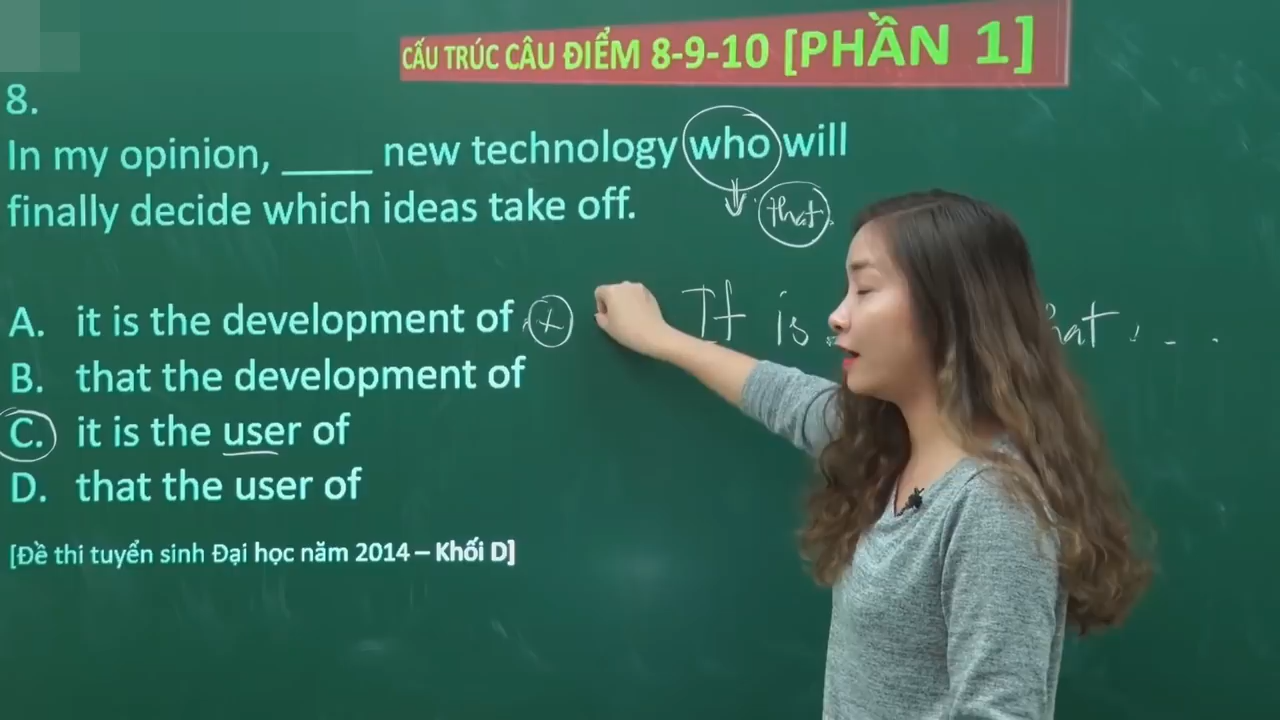 CẤU TRÚC CÂU ĐIỂM 8-9-10 [PHẦN 1]
8.
In my opinion, _____ new technology who will
finally decide which ideas take off.
that
A. it is the development of +
It is hat . - - .
B. that the development of
C. it is the user of
D. that the user of
[Đề thi tuyển sinh Đại học năm 2014 – Khối D]